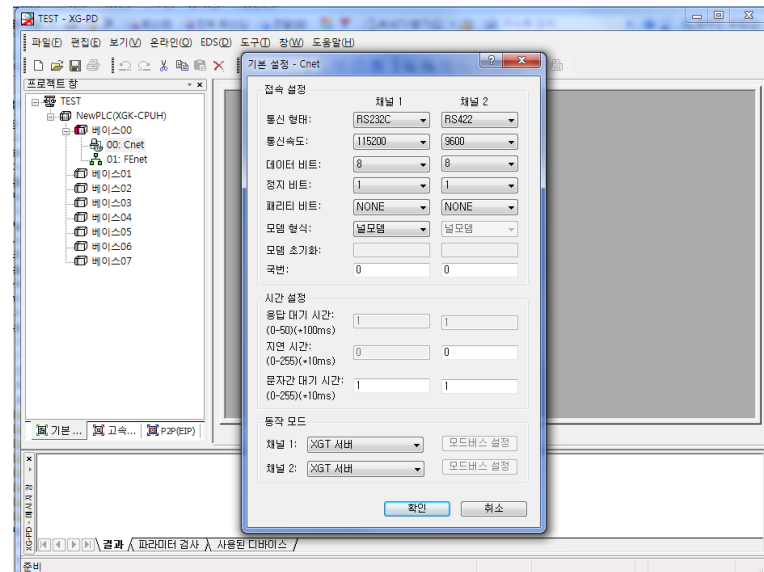 TEST - XG-PD
파일(F) 편집(E) 보기(V) 온라인(O) EDS(D) 도구(T) 창(W) 도움말(H)
프로젝트 창
TEST
NewPLC(XGK-CPUH)
베이스00
00: Cnet
01: FEnet
베이스01
베이스02
베이스03
베이스04
베이스05
베이스06
베이스07
기본 ... 고속... P2P(EIP)
기본 설정 - Cnet
접속 설정
채널 1 채널 2
통신 형태: RS232C RS422
통신속도: 115200 9600
데이터 비트: 8 8
정지 비트: 1 1
패리티 비트: NONE NONE
모뎀 형식: 널모뎀 널모뎀
모뎀 초기화:
국번: 0 0
시간 설정
응답 대기 시간: 1 1
(0-50)(*100ms)
지연 시간: 0 0
(0-255)(*10ms)
문자간 대기 시간: 1 1
(0-255)(*10ms)
동작 모드
채널 1: XGT 서버 모드버스 설정
채널 2: XGT 서버 모드버스 설정
확인 취소
XG-PD - 메시지 창
결과 파라미터 검사 사용된 디바이스
준비